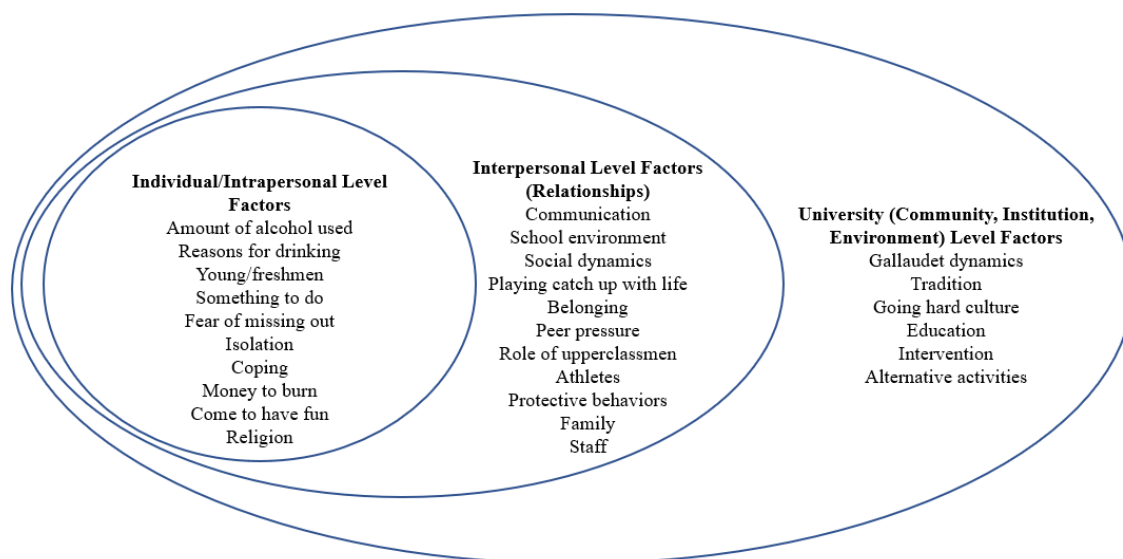 Individual/Intrapersonal Level
Factors
Amount of alcohol used
Reasons for drinking
Young/freshmen
Something to do
Fear of missing out
Isolation
Coping
Money to burn
Come to have fun
Religion
Interpersonal Level Factors
(Relationships)
Communication
School environment
Social dynamics
Playing catch up with life
Belonging
Peer pressure
Role of upperclassmen
Athletes
Protective behaviors
Family
Staff
University (Community, Institution,
Environment) Level Factors
Gallaudet dynamics
Tradition
Going hard culture
Education
Intervention
Alternative activities